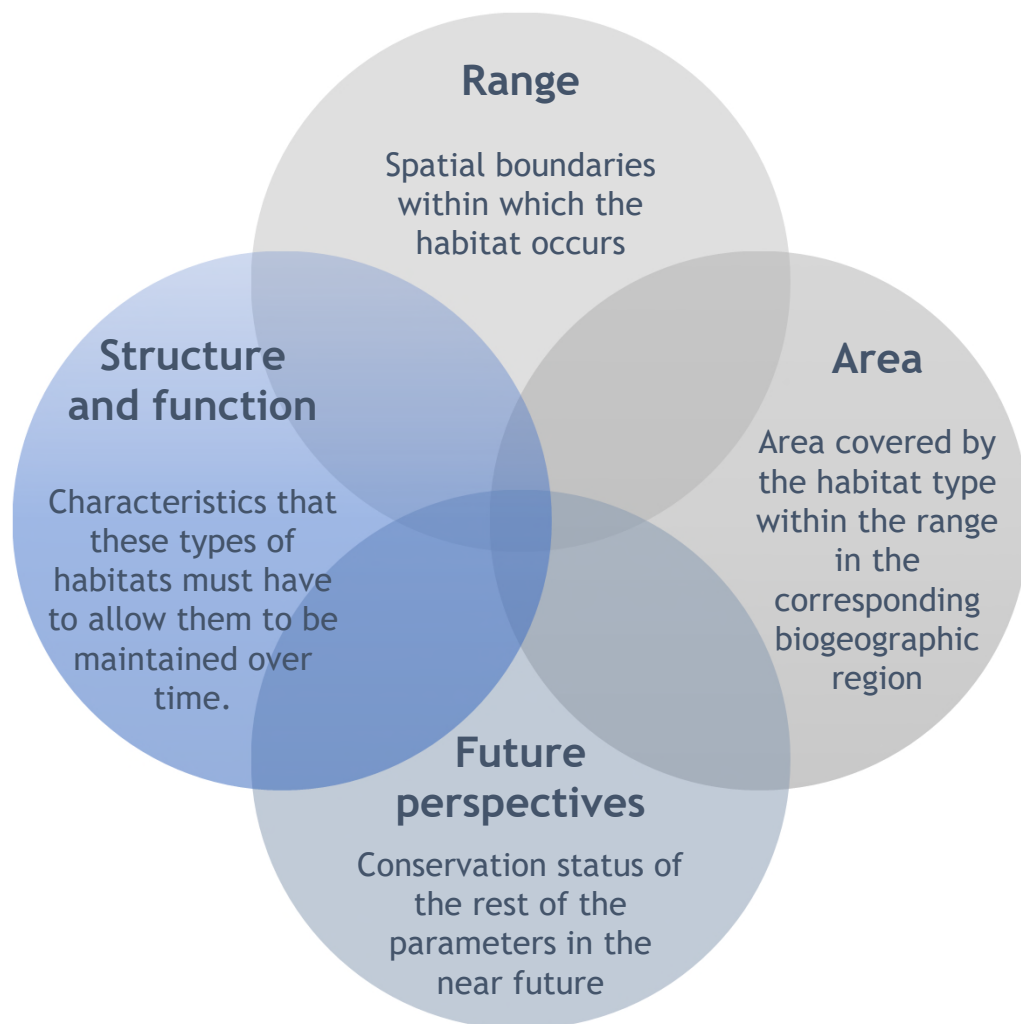 Range
Spatial boundaries
within which the
habitat occurs
Structure
and function
Characteristics that
these types of
habitats must have
to allow them to be
maintained over
time.
Area
Area covered by
the habitat type
within the range
in the
corresponding
biogeographic
region
Future
perspectives
Conservation status of
the rest of the
parameters in the
near future